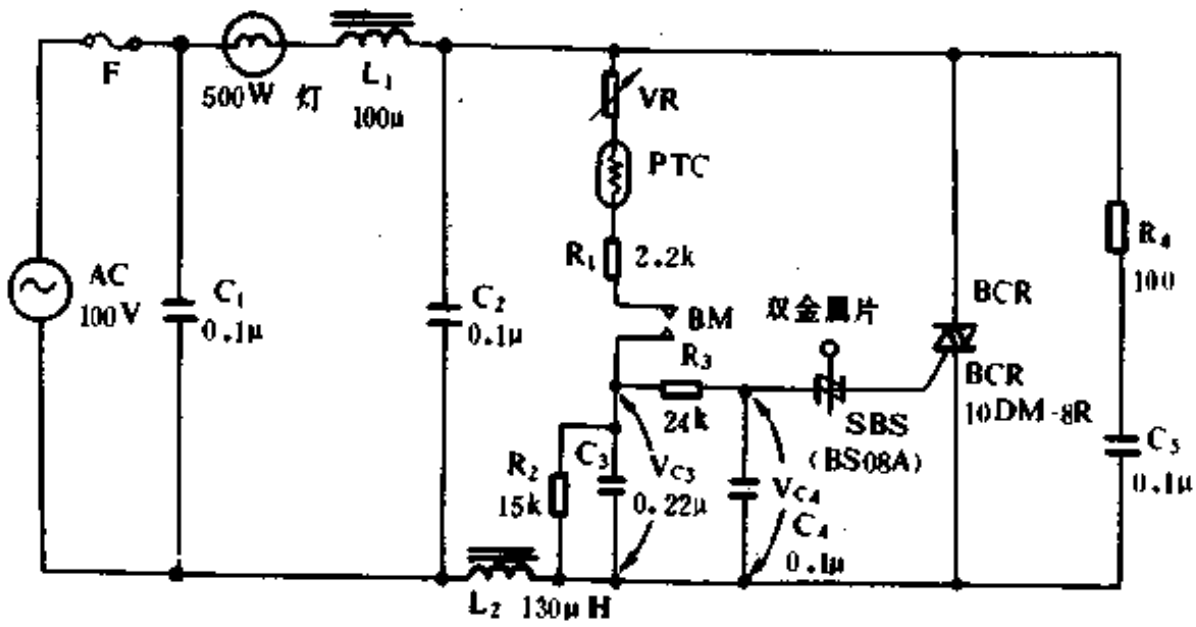 F
500W 灯
L₁
100μ
AC
100V
C₁
0.1μ
C₂
0.1μ
VR
PTC
R₁ 2.2k
BM
R₃
24k
双金属片
SBS
(BS08A)
BCR
BCR
10DM-8R
R₄
100
C₅
0.1μ
R₂
15k
C₃
0.22μ
V_C3
V_C4
C₄
0.1μ
L₂ 130μH